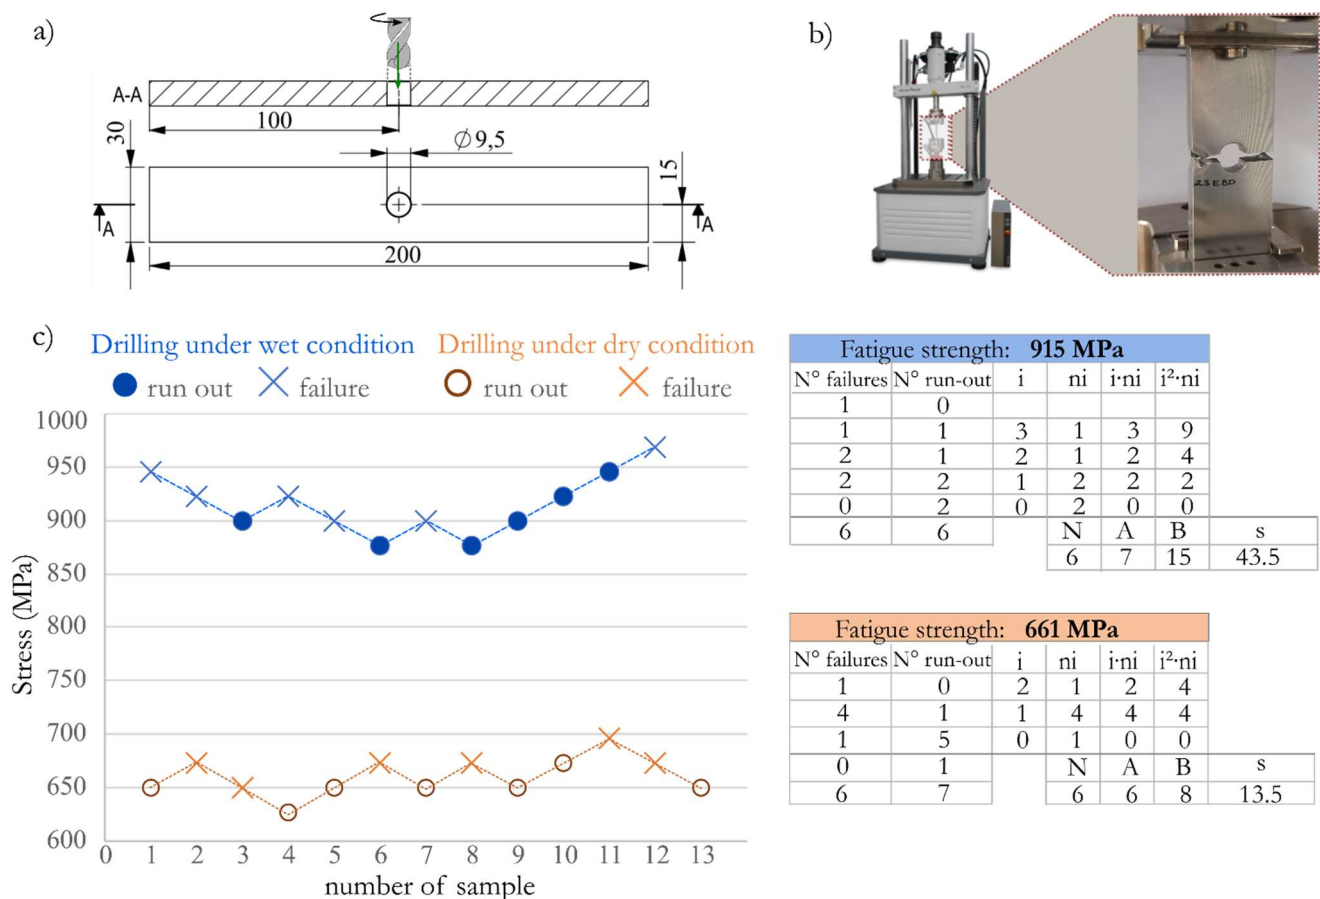 a)
A-A
100
30
Ø9,5
15
A
A
200
b)
23 EBD
c)
Drilling under wet condition
Drilling under dry condition
run out
failure
run out
failure
Stress (MPa)
1000
950
900
850
800
750
700
650
600
0 1 2 3 4 5 6 7 8 9 10 11 12 13
number of sample
Fatigue strength: 915 MPa
N° failures N° run-out i ni i·ni i²·ni
1 0
1 1 3 1 3 9
2 1 2 1 2 4
2 2 1 2 2 2
0 2 0 2 0 0
6 6 N A B s
6 7 15 43.5
Fatigue strength: 661 MPa
N° failures N° run-out i ni i·ni i²·ni
1 0 2 1 2 4
4 1 1 4 4 4
1 5 0 1 0 0
0 1 N A B s
6 7 6 6 8 13.5